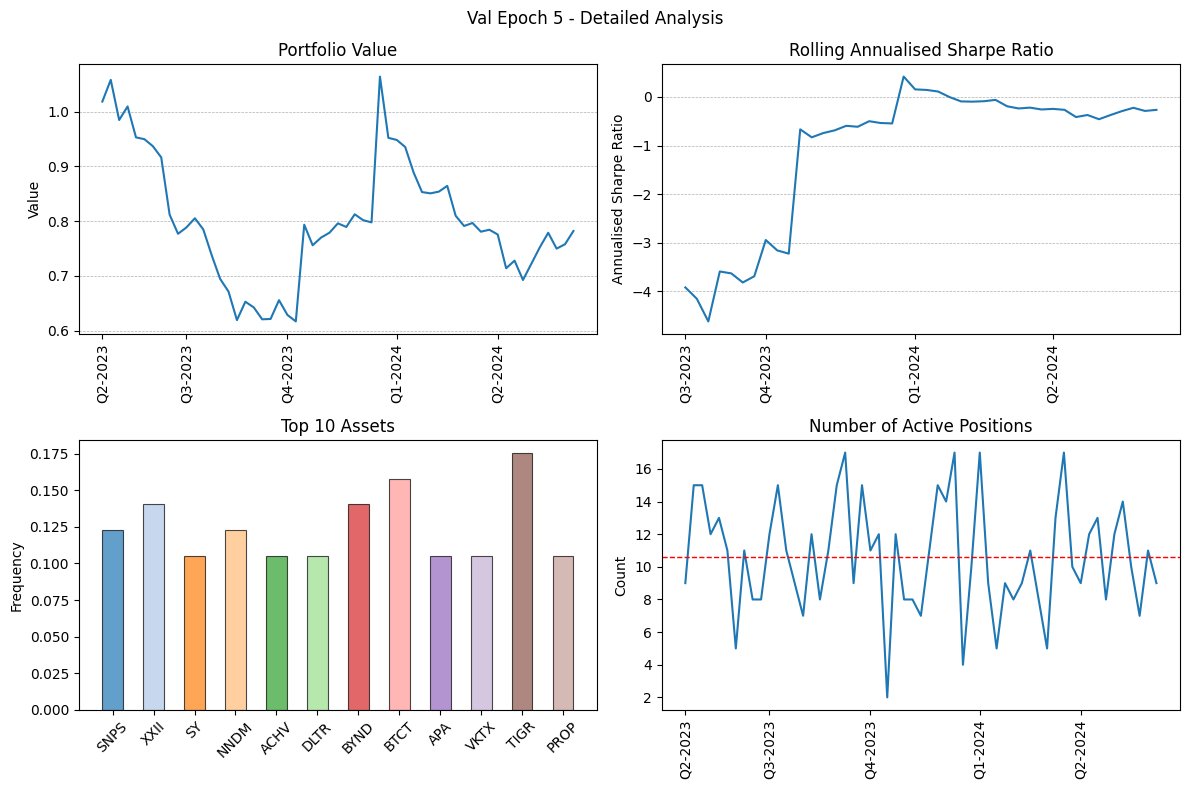 Val Epoch 5 - Detailed Analysis
Portfolio Value
Value
1.0
0.9
0.8
0.7
0.6
Q2-2023
Q3-2023
Q4-2023
Q1-2024
Q2-2024
Rolling Annualised Sharpe Ratio
Annualised Sharpe Ratio
0
−1
−2
−3
−4
Q3-2023
Q4-2023
Q1-2024
Q2-2024
Top 10 Assets
Frequency
0.175
0.150
0.125
0.100
0.075
0.050
0.025
0.000
SNPS
XXII
SY
NNDM
ACHV
DLTR
BYND
BTCT
APA
VKTX
TIGR
PROP
Number of Active Positions
Count
16
14
12
10
8
6
4
2
Q2-2023
Q3-2023
Q4-2023
Q1-2024
Q2-2024